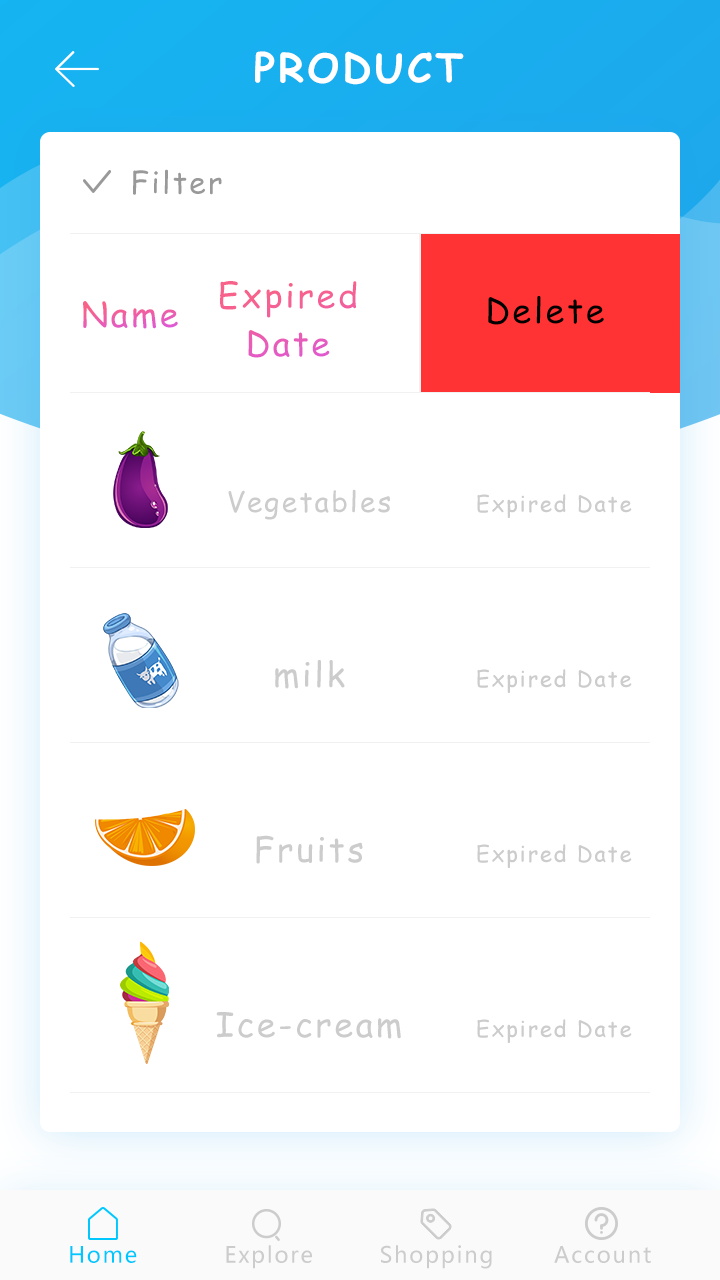 PRODUCT
Filter
Name
Expired
Date
Delete
Vegetables
Expired Date
milk
Expired Date
Fruits
Expired Date
Ice-cream
Expired Date
Home
Explore
Shopping
Account